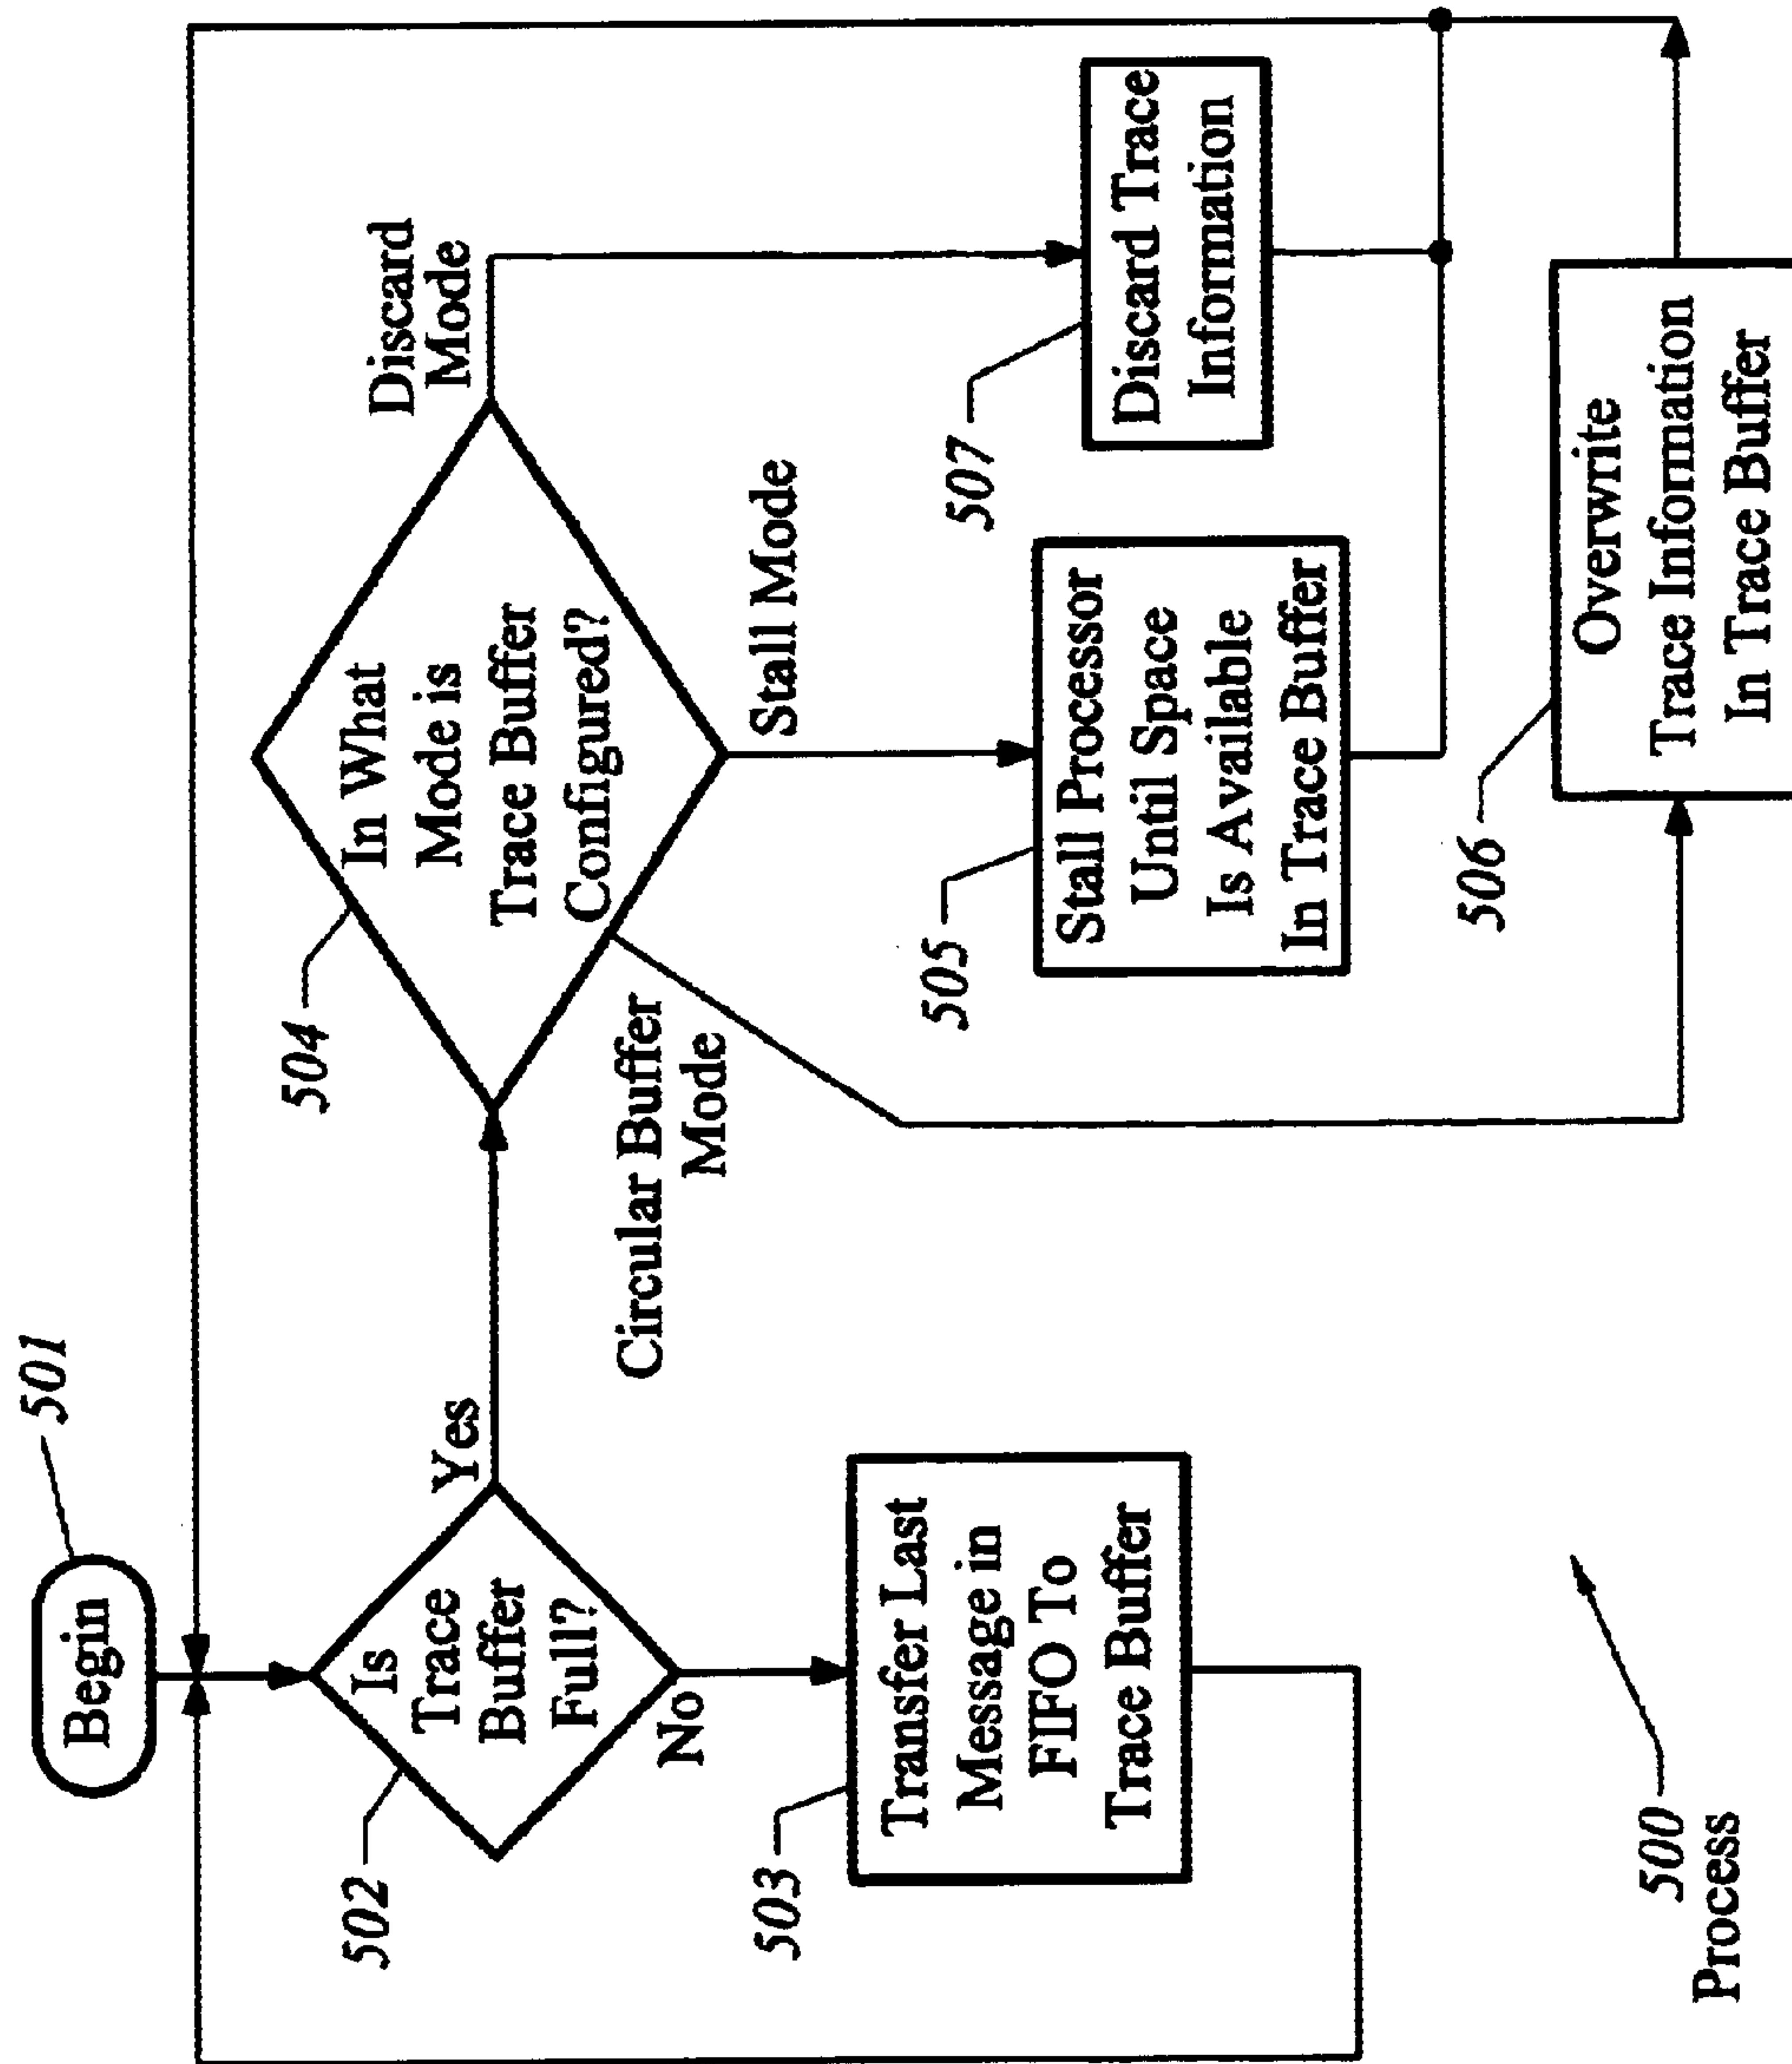 501
Begin
502
Is
Trace
Buffer
Full?
Yes
No
503
Transfer Last
Message in
FIFO To
Trace Buffer
504
In What
Mode is
Trace Buffer
Configured?
Discard
Mode
Stall Mode
Circular Buffer
Mode
505
Stall Processor
Until Space
Is Available
In Trace Buffer
507
Discard Trace
Information
506
Overwrite
Trace Information
In Trace Buffer
500
Process